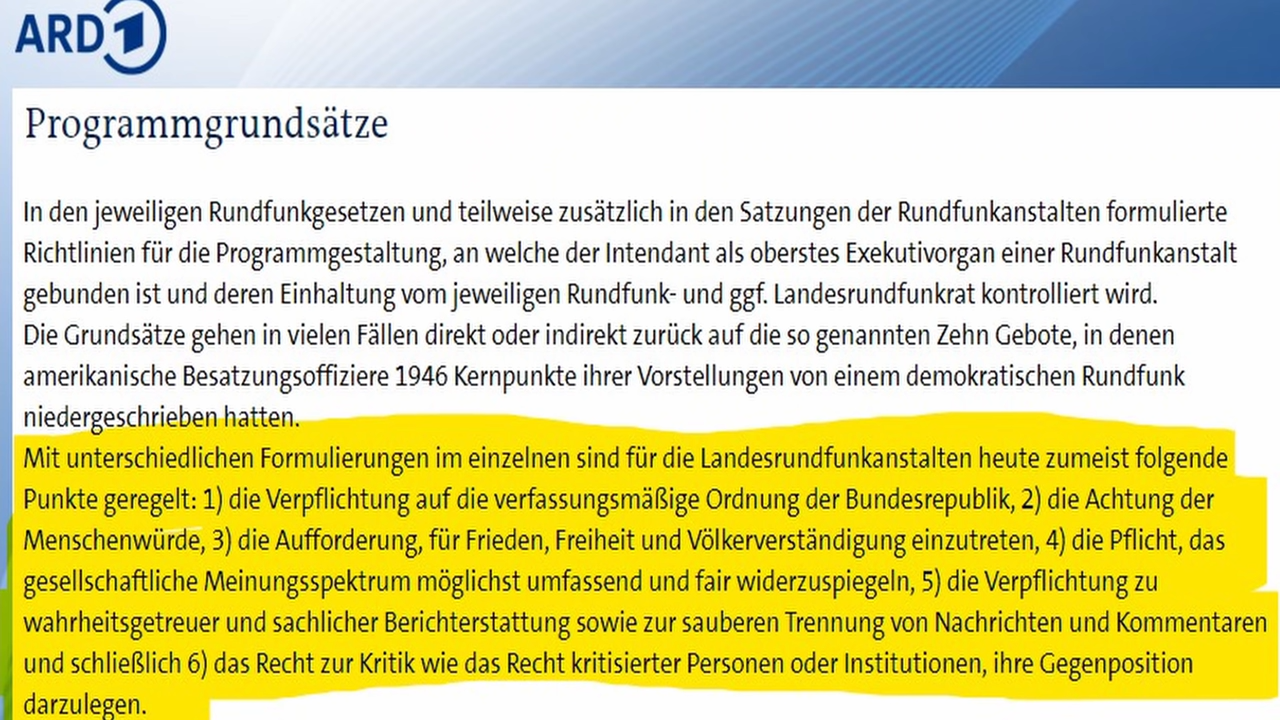 ARD 1
Programmgrundsätze
In den jeweiligen Rundfunkgesetzen und teilweise zusätzlich in den Satzungen der Rundfunkanstalten formulierte
Richtlinien für die Programmgestaltung, an welche der Intendant als oberstes Exekutivorgan einer Rundfunkanstalt
gebunden ist und deren Einhaltung vom jeweiligen Rundfunk- und ggf. Landesrundfunkrat kontrolliert wird.
Die Grundsätze gehen in vielen Fällen direkt oder indirekt zurück auf die so genannten Zehn Gebote, in denen
amerikanische Besatzungsoffiziere 1946 Kernpunkte ihrer Vorstellungen von einem demokratischen Rundfunk
niedergeschrieben hatten.
Mit unterschiedlichen Formulierungen im einzelnen sind für die Landesrundfunkanstalten heute zumeist folgende
Punkte geregelt: 1) die Verpflichtung auf die verfassungsmäßige Ordnung der Bundesrepublik, 2) die Achtung der
Menschenwürde, 3) die Aufforderung, für Frieden, Freiheit und Völkerverständigung einzutreten, 4) die Pflicht, das
gesellschaftliche Meinungsspektrum möglichst umfassend und fair widerzuspiegeln, 5) die Verpflichtung zu
wahrheitsgetreuer und sachlicher Berichterstattung sowie zur sauberen Trennung von Nachrichten und Kommentaren
und schließlich 6) das Recht zur Kritik wie das Recht kritisierter Personen oder Institutionen, ihre Gegenposition
darzulegen.